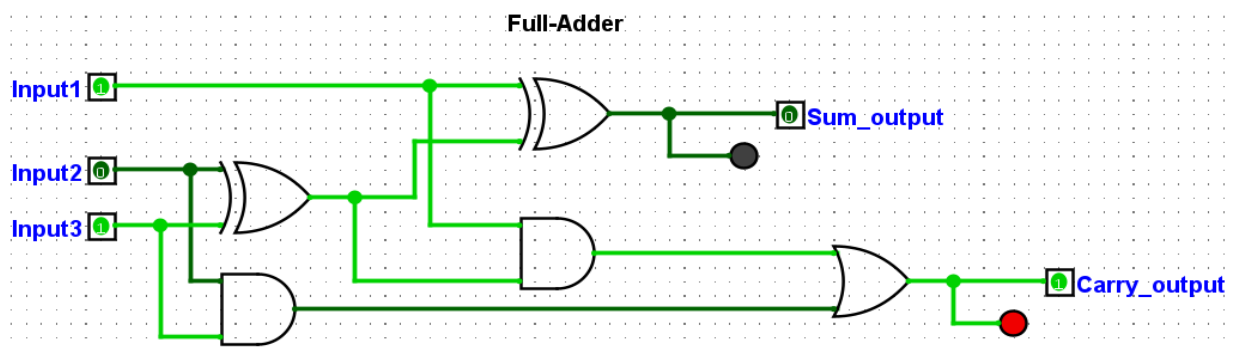 Full-Adder
Input1 1
0 Sum_output
Input2 0
Input3 1
1 Carry_output